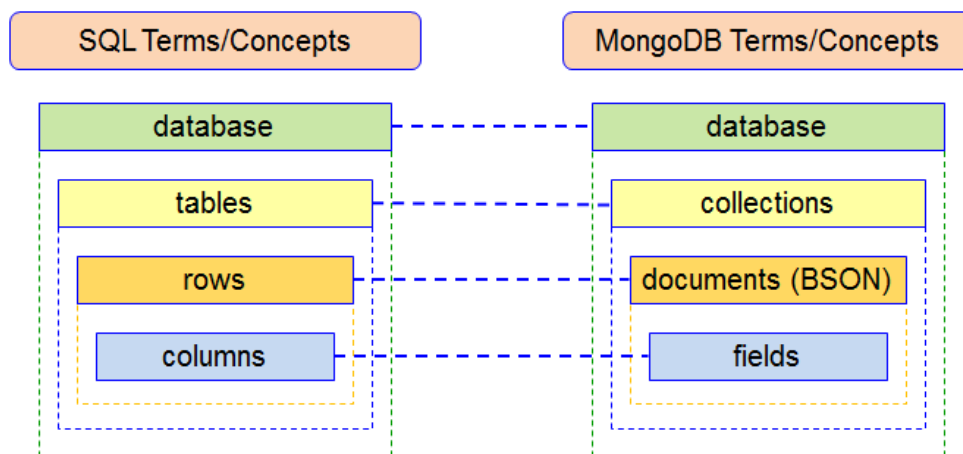 SQL Terms/Concepts
MongoDB Terms/Concepts
database
database
tables
collections
rows
documents (BSON)
columns
fields